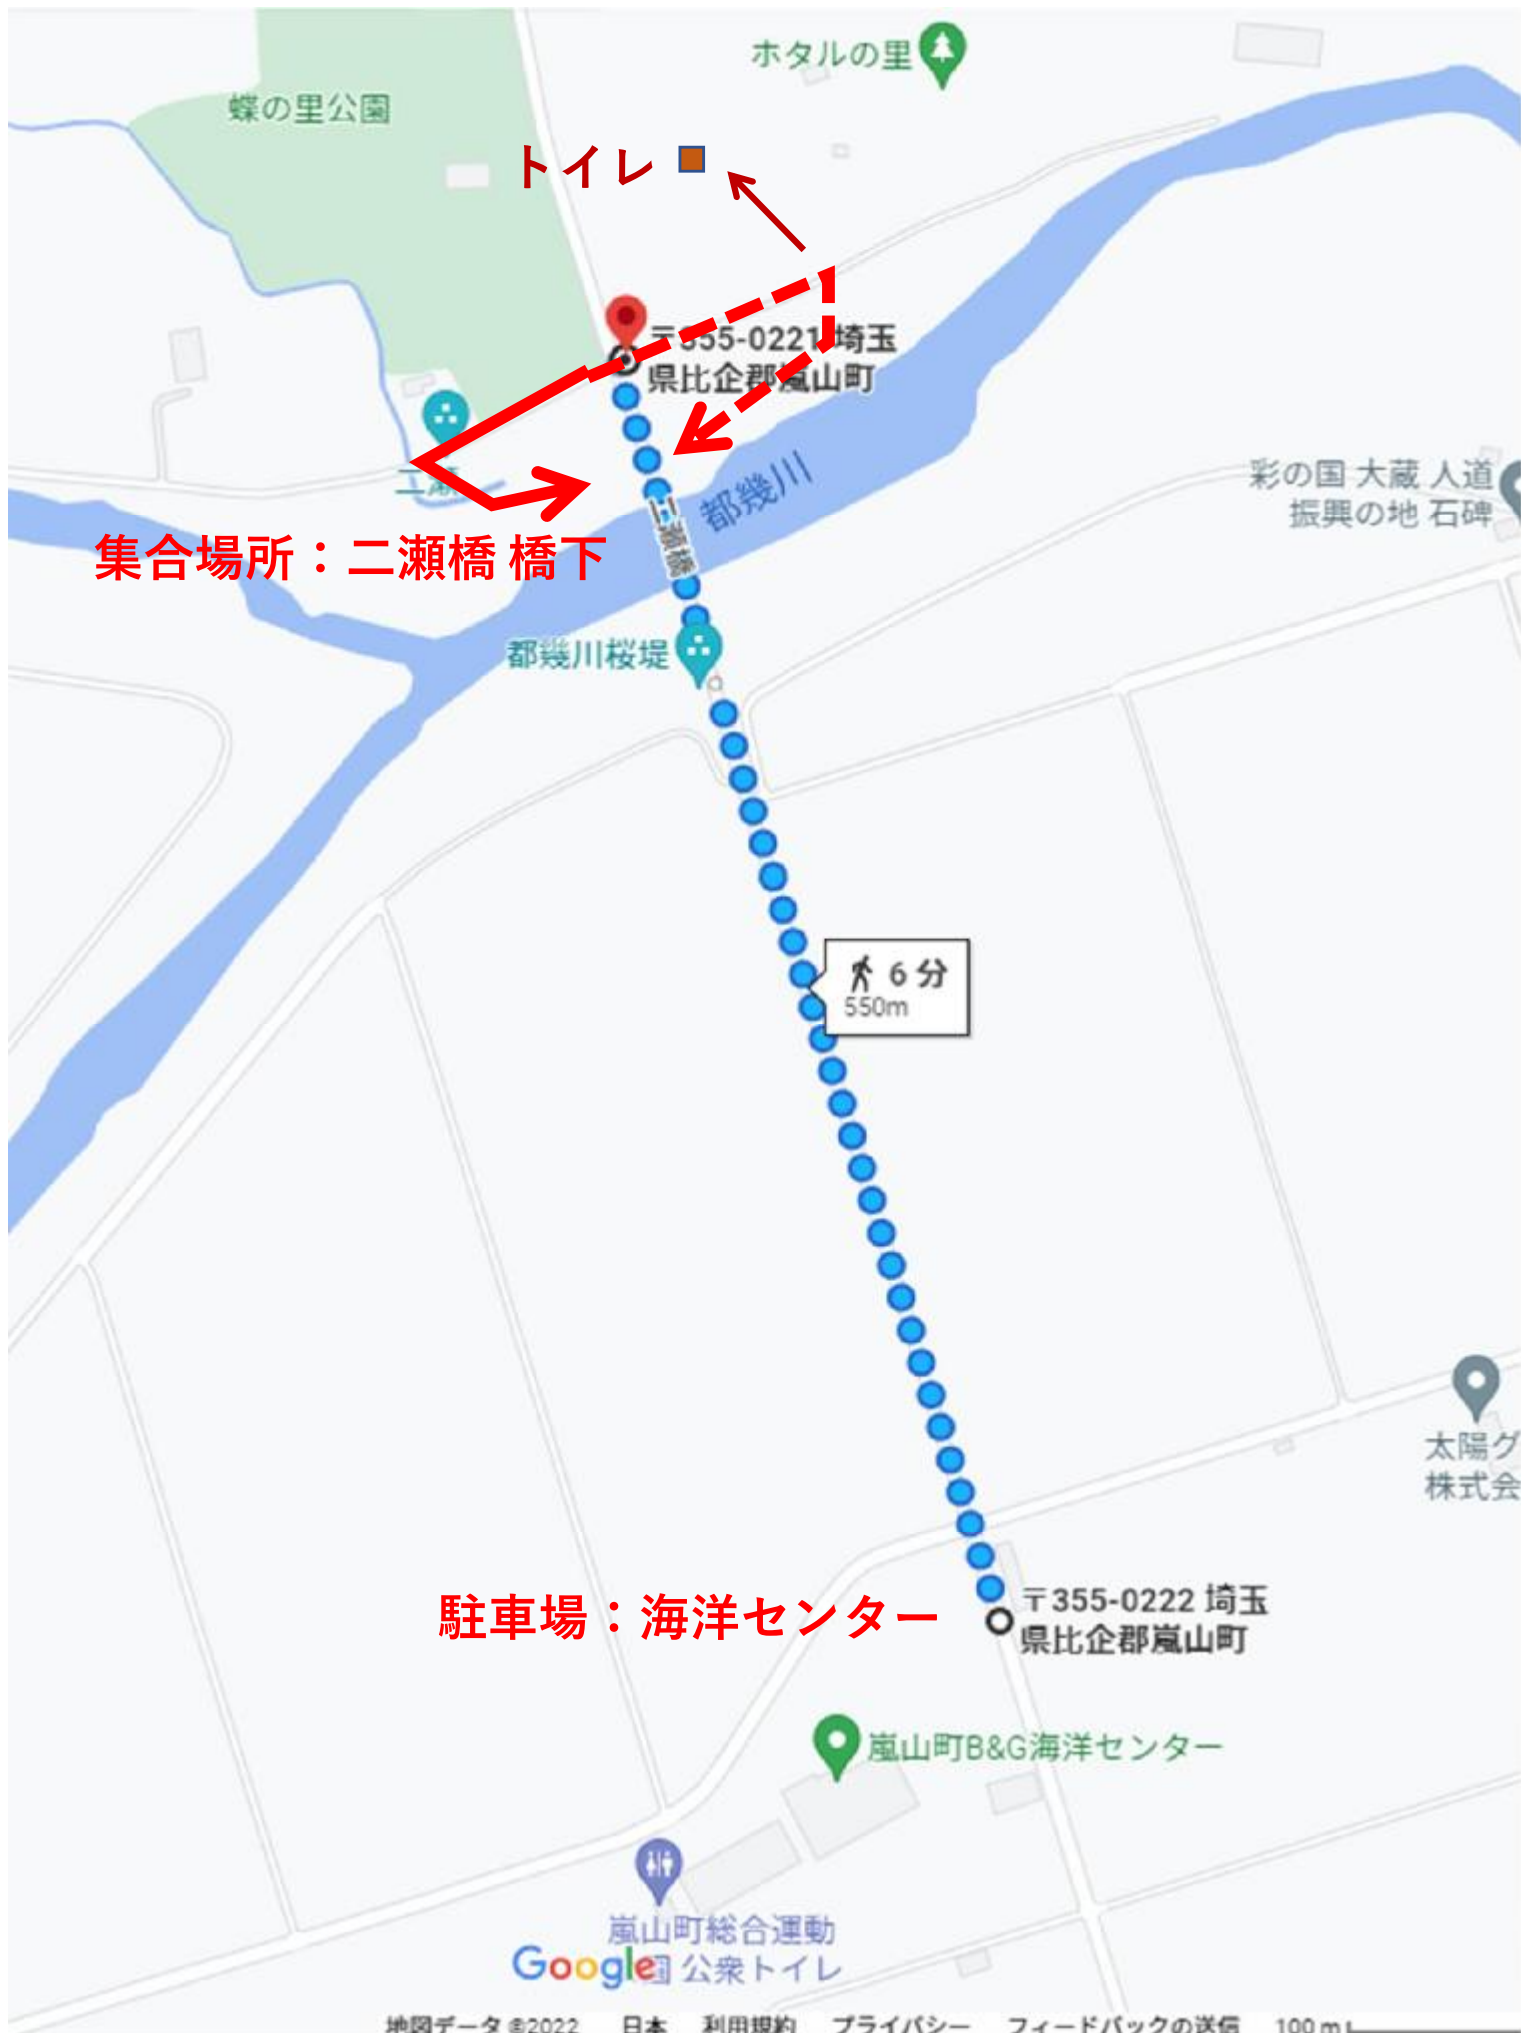 ホタルの里
蝶の里公園
トイレ
〒355-0221 埼玉
県比企郡嵐山町
二瀬
彩の国 大蔵 人道
振興の地 石碑
都幾川
二瀬橋
集合場所：二瀬橋 橋下
都幾川桜堤
6 分
550m
太陽グ
株式会
〒355-0222 埼玉
県比企郡嵐山町
駐車場：海洋センター
嵐山町B&G海洋センター
嵐山町総合運動
園 公衆トイレ
Google
地図データ ©2022 日本 利用規約 プライバシー フィードバックの送信 100 m